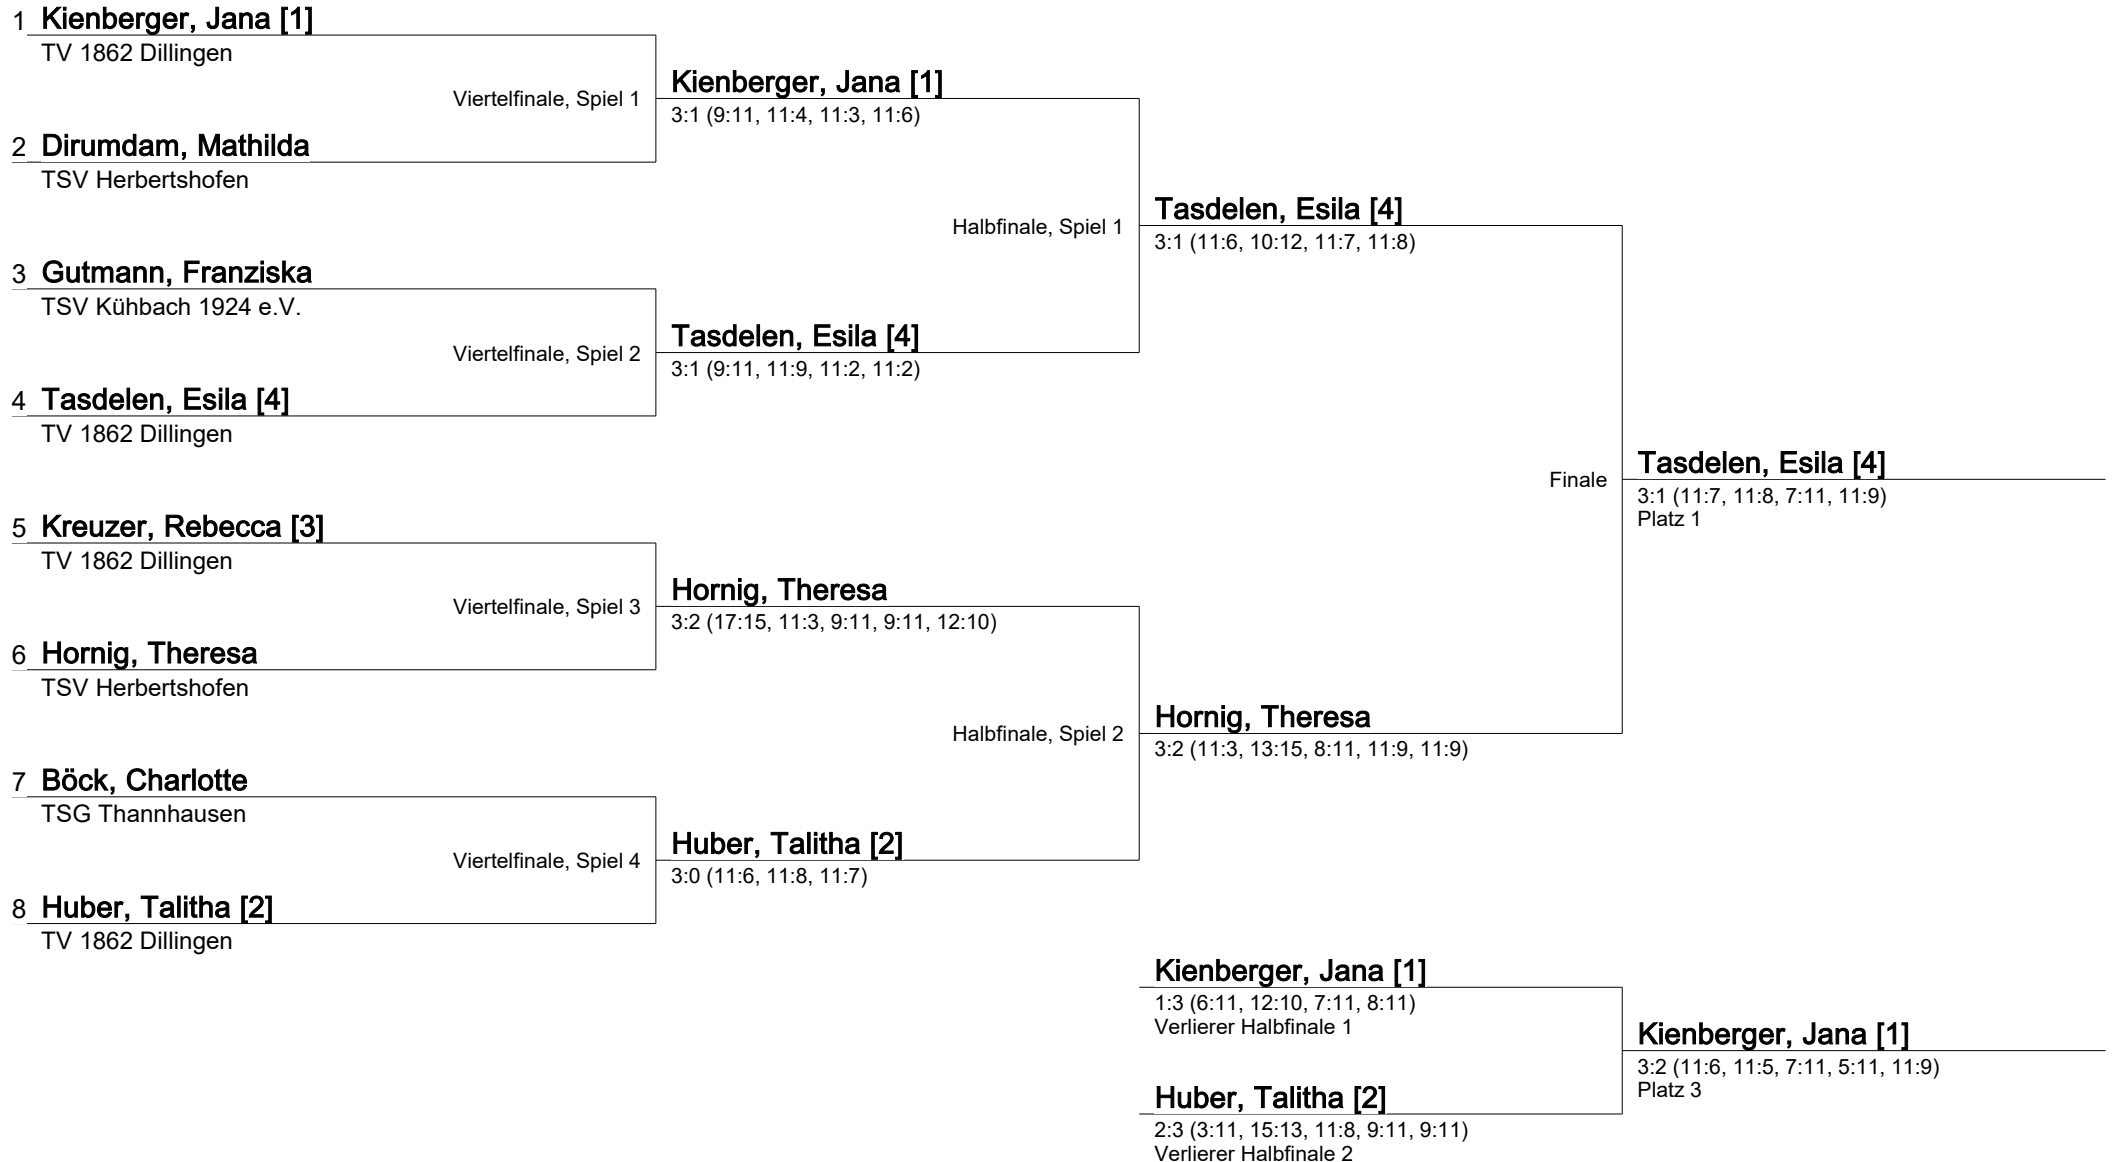 1 Kienberger, Jana [1]
TV 1862 Dillingen
Viertelfinale, Spiel 1
Kienberger, Jana [1]
3:1 (9:11, 11:4, 11:3, 11:6)
2 Dirumdam, Mathilda
TSV Herbertshofen
Halbfinale, Spiel 1
Tasdelen, Esila [4]
3:1 (11:6, 10:12, 11:7, 11:8)
3 Gutmann, Franziska
TSV Kühbach 1924 e.V.
Viertelfinale, Spiel 2
Tasdelen, Esila [4]
3:1 (9:11, 11:9, 11:2, 11:2)
4 Tasdelen, Esila [4]
TV 1862 Dillingen
Finale
Tasdelen, Esila [4]
3:1 (11:7, 11:8, 7:11, 11:9)
Platz 1
5 Kreuzer, Rebecca [3]
TV 1862 Dillingen
Viertelfinale, Spiel 3
Hornig, Theresa
3:2 (17:15, 11:3, 9:11, 9:11, 12:10)
6 Hornig, Theresa
TSV Herbertshofen
Halbfinale, Spiel 2
Hornig, Theresa
3:2 (11:3, 13:15, 8:11, 11:9, 11:9)
7 Böck, Charlotte
TSG Thannhausen
Viertelfinale, Spiel 4
Huber, Talitha [2]
3:0 (11:6, 11:8, 11:7)
8 Huber, Talitha [2]
TV 1862 Dillingen
Kienberger, Jana [1]
1:3 (6:11, 12:10, 7:11, 8:11)
Verlierer Halbfinale 1
Kienberger, Jana [1]
3:2 (11:6, 11:5, 7:11, 5:11, 11:9)
Platz 3
Huber, Talitha [2]
2:3 (3:11, 15:13, 11:8, 9:11, 9:11)
Verlierer Halbfinale 2